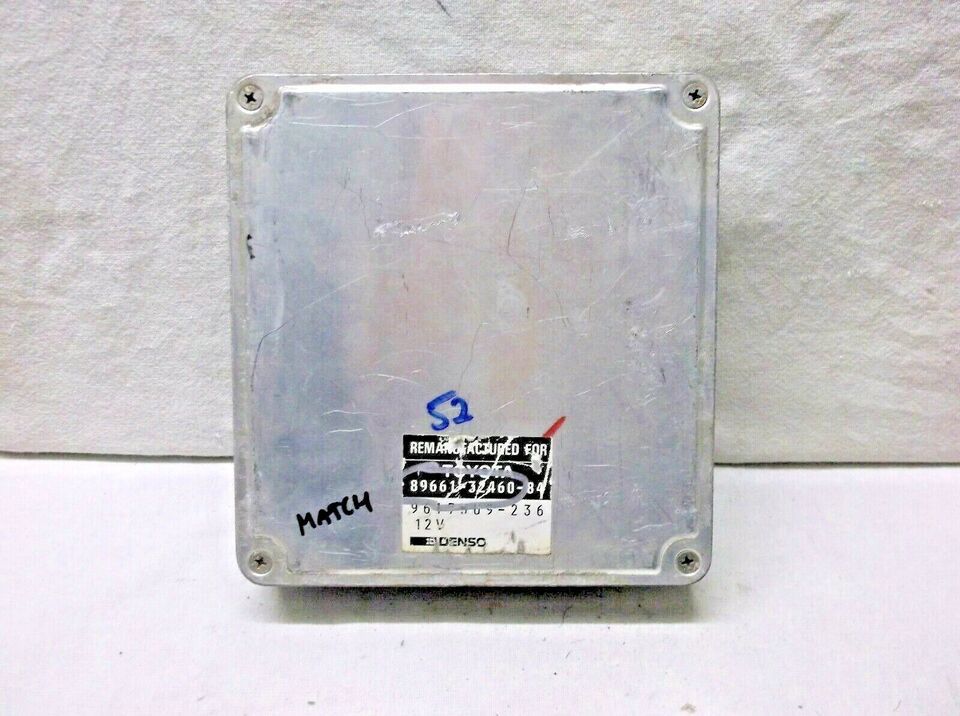 52
REMANUFACTURED FOR
TOYOTA
89661-32460-84
12V
DENSO
MATCH